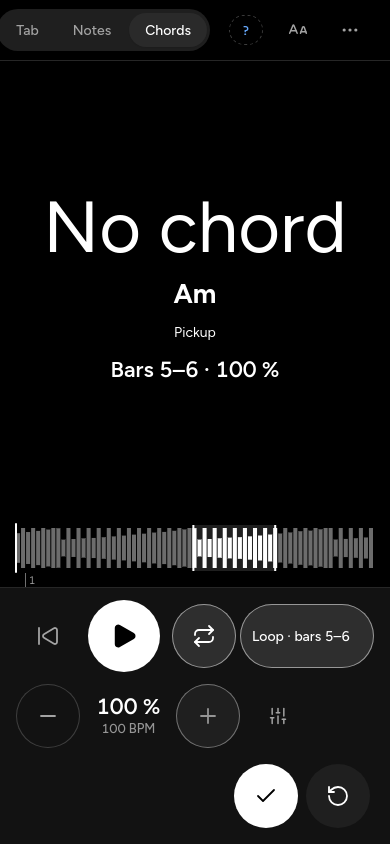 Tab Notes Chords ? AA
No chord
Am
Pickup
Bars 5–6 · 100 %
1
Loop · bars 5–6
100 %
100 BPM